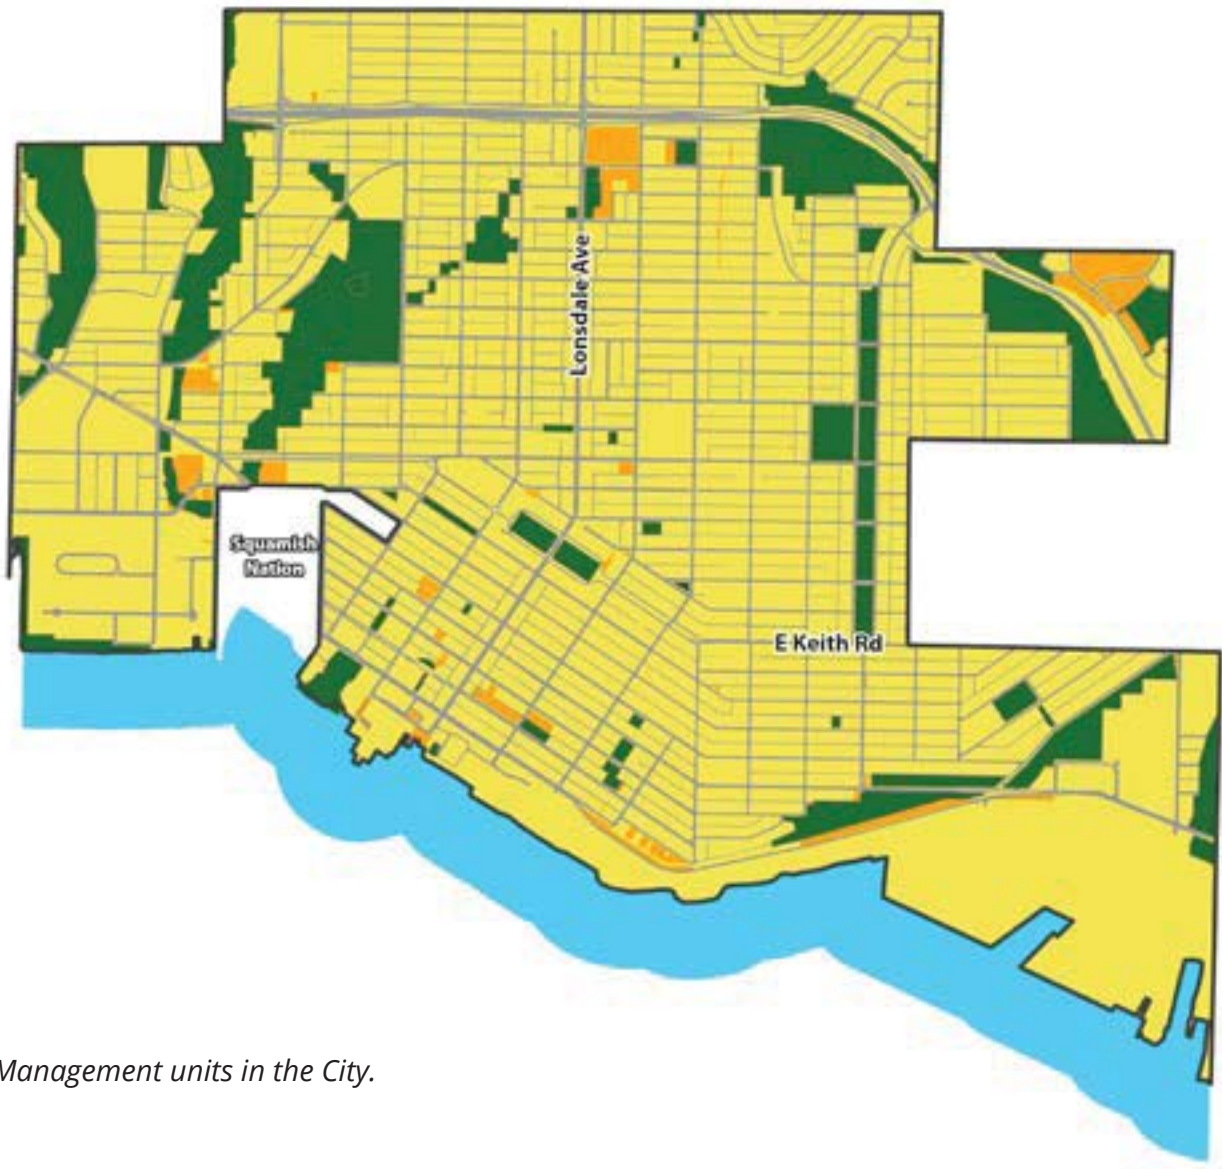 Lonsdale Ave
Squamish
Nation
E Keith Rd
Management units in the City.